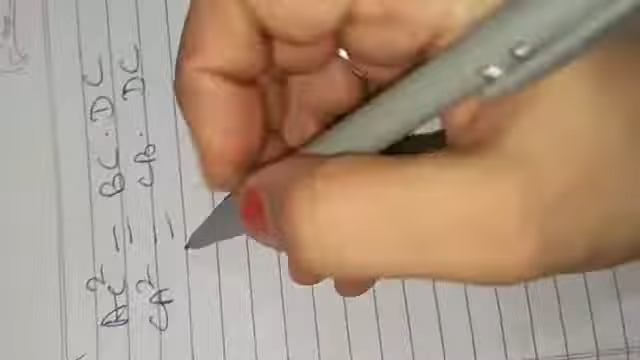 AC² = BC · DC
CA² = CB · DC
=